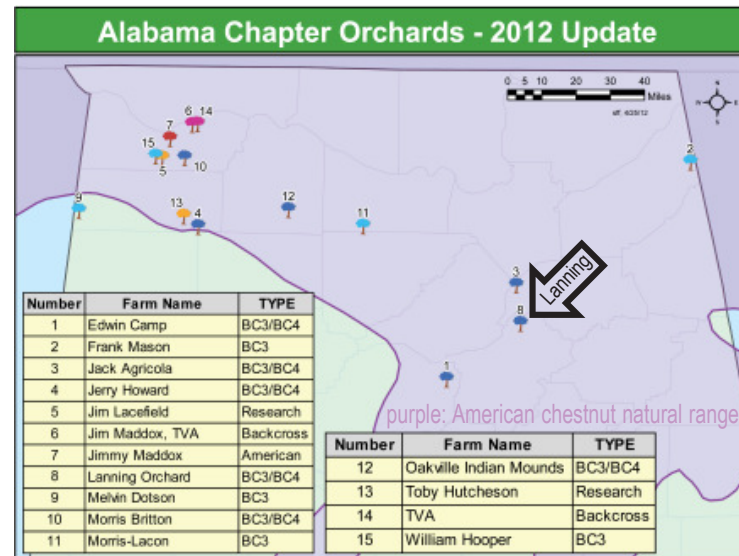 Alabama Chapter Orchards - 2012 Update
0 5 10 20 30 40
Miles
eff. 4/25/12
N
W E
S
6 14
7
15
5 10
2
9
13
4
12
11
3
Lanning
8
1
purple: American chestnut natural range
Number Farm Name TYPE
1 Edwin Camp BC3/BC4
2 Frank Mason BC3
3 Jack Agricola BC3/BC4
4 Jerry Howard BC3/BC4
5 Jim Lacefield Research
6 Jim Maddox, TVA Backcross
7 Jimmy Maddox American
8 Lanning Orchard BC3/BC4
9 Melvin Dotson BC3
10 Morris Britton BC3/BC4
11 Morris-Lacon BC3
Number Farm Name TYPE
12 Oakville Indian Mounds BC3/BC4
13 Toby Hutcheson Research
14 TVA Backcross
15 William Hooper BC3